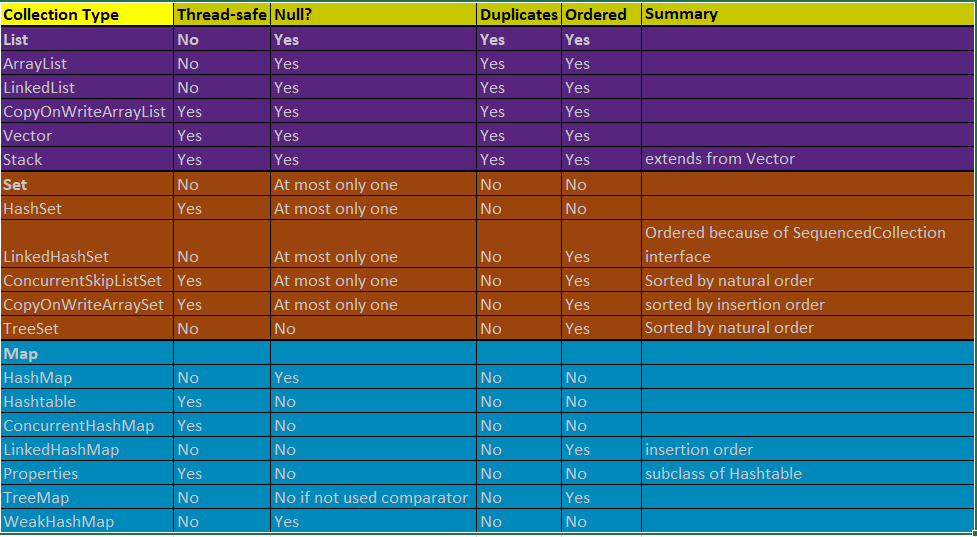 Collection Type Thread-safe Null? Duplicates Ordered Summary
List No Yes Yes Yes
ArrayList No Yes Yes Yes
LinkedList No Yes Yes Yes
CopyOnWriteArrayList Yes Yes Yes Yes
Vector Yes Yes Yes Yes
Stack Yes Yes Yes Yes extends from Vector
Set No At most only one No No
HashSet Yes At most only one No No
Ordered because of SequencedCollection
LinkedHashSet No At most only one No Yes interface
ConcurrentSkipListSet Yes At most only one No Yes Sorted by natural order
CopyOnWriteArraySet Yes At most only one No Yes sorted by insertion order
TreeSet No No No Yes Sorted by natural order
Map
HashMap No Yes No No
Hashtable Yes No No No
ConcurrentHashMap Yes No No No
LinkedHashMap No No No Yes insertion order
Properties Yes No No No subclass of Hashtable
TreeMap No No if not used comparator No Yes
WeakHashMap No Yes No No